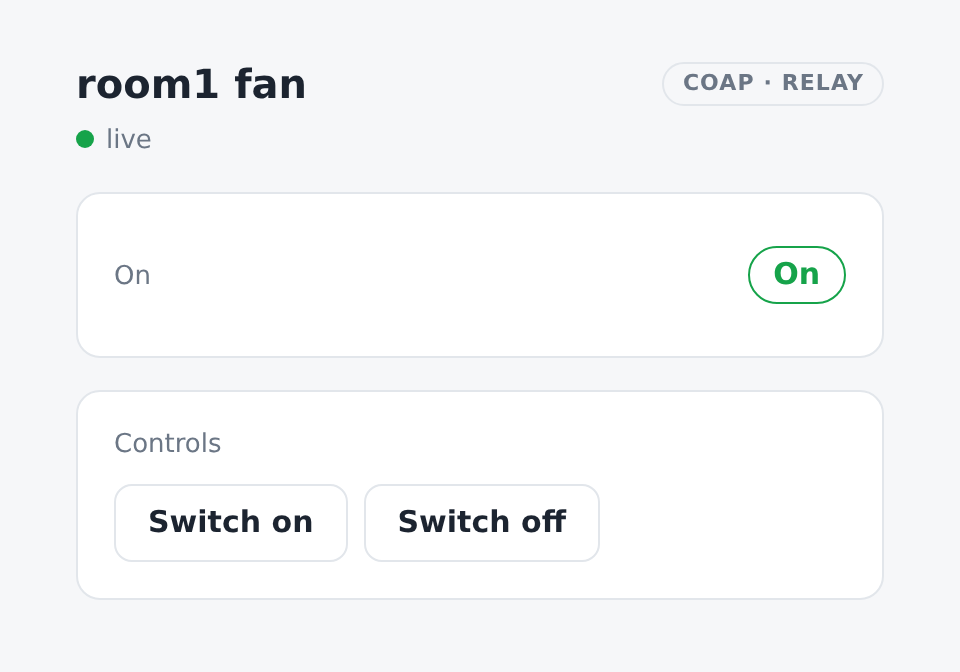 room1 fan
COAP · RELAY
live
On
On
Controls
Switch on
Switch off